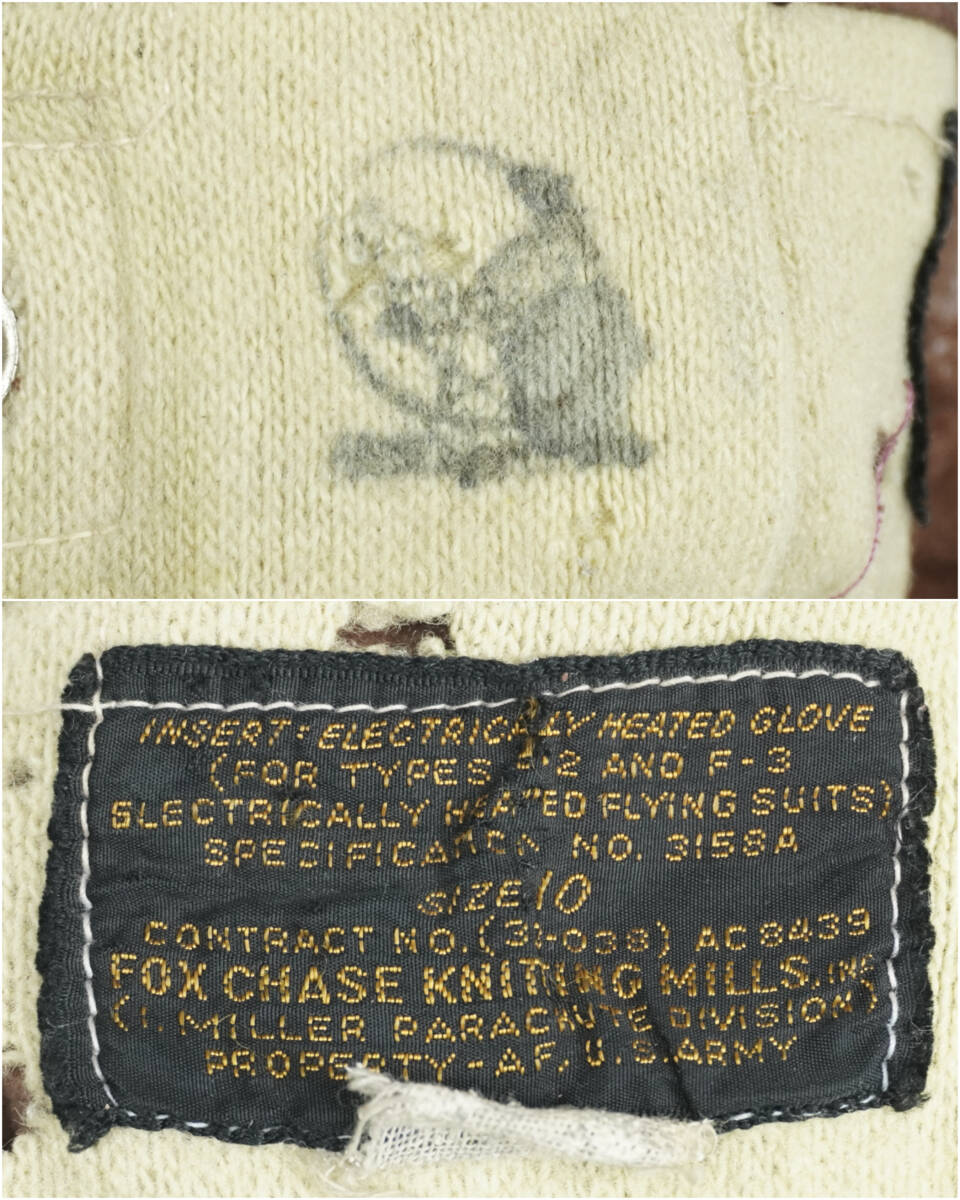 INSERT-ELECTRICALLY HEATED GLOVE
(FOR TYPES F-2 AND F-3
ELECTRICALLY HEATED FLYING SUITS)
SPECIFICATION NO. 3158A
SIZE 10
CONTRACT NO. (31-038) AC 8439
FOX CHASE KNITTING MILLS, INC
(I. MILLER PARACHUTE DIVISION)
PROPERTY-A.F., U.S. ARMY